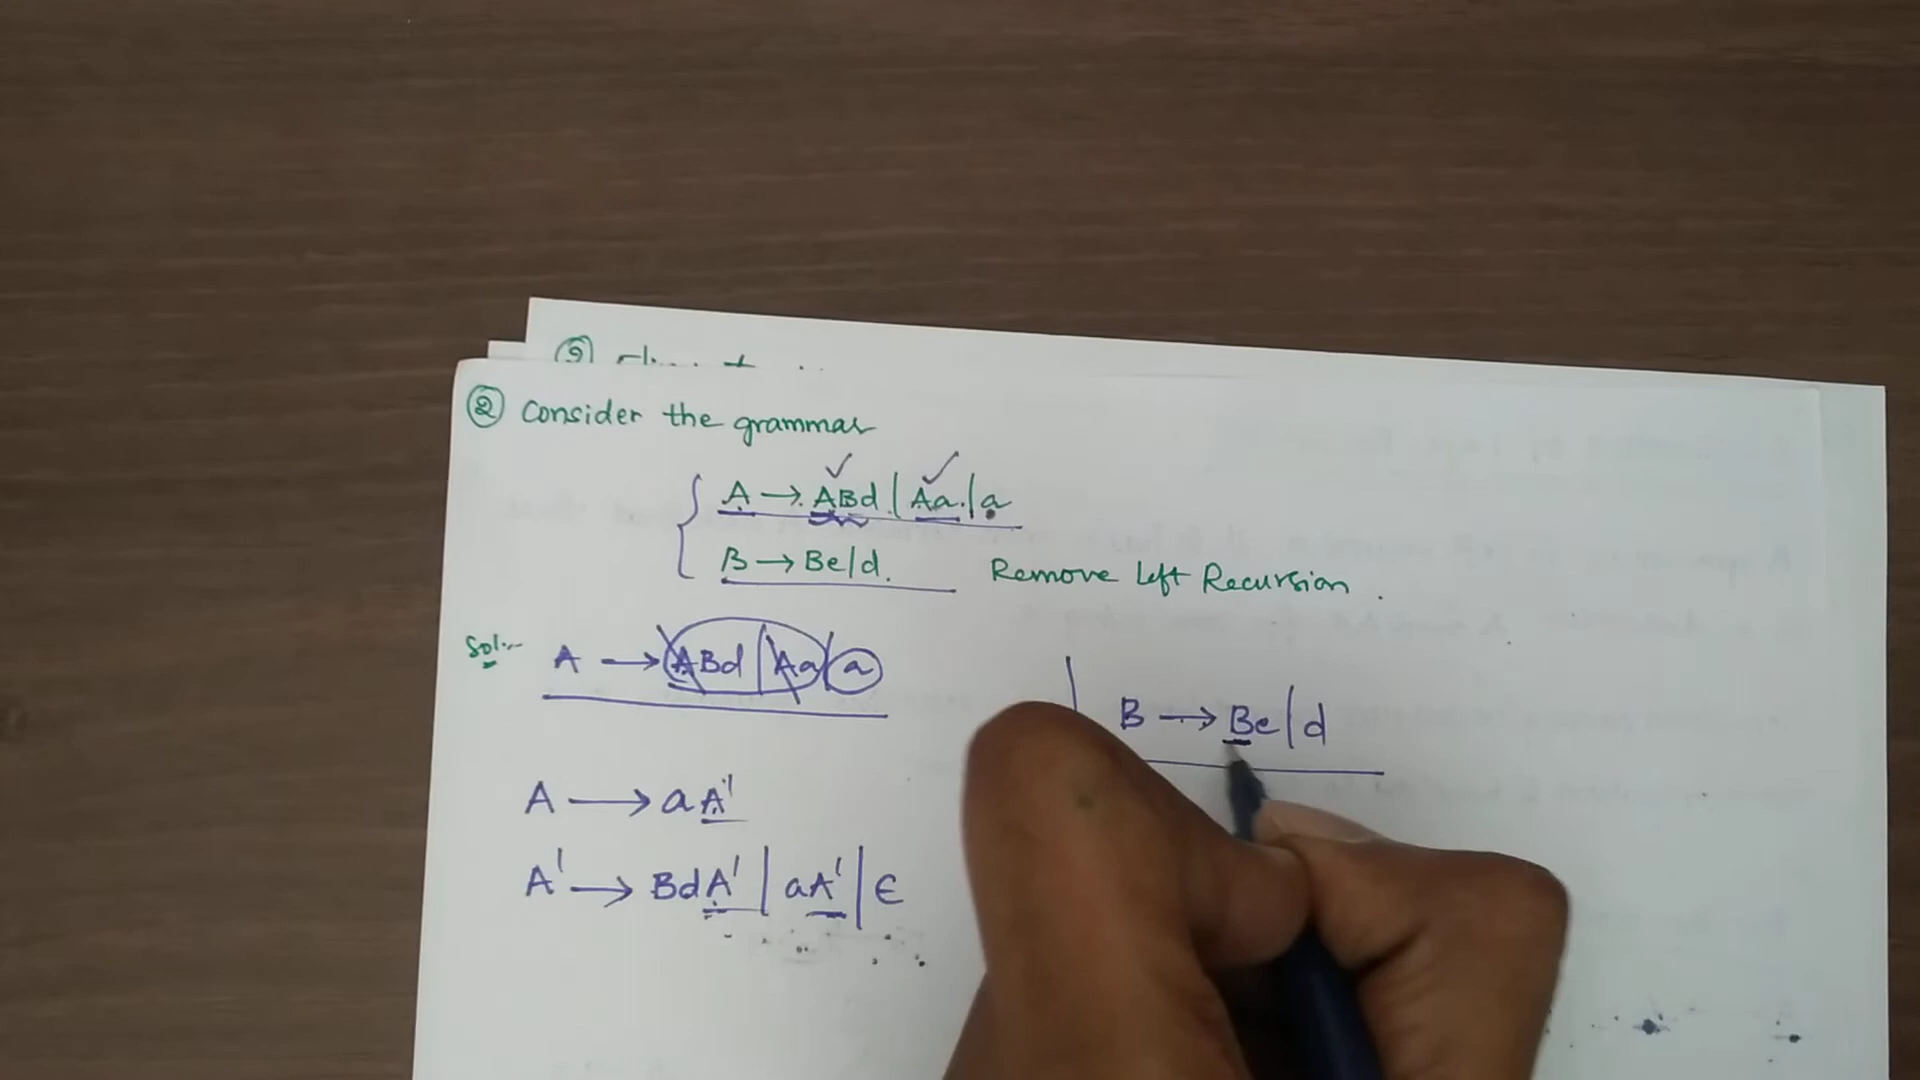 ② Consider the grammar
A → ABd | Aa | a
B → Be | d.
Remove left Recursion.
Sol:-
A → ABd | Aa | a
B → Be | d
A → aA'
A' → BdA' | aA' | ϵ